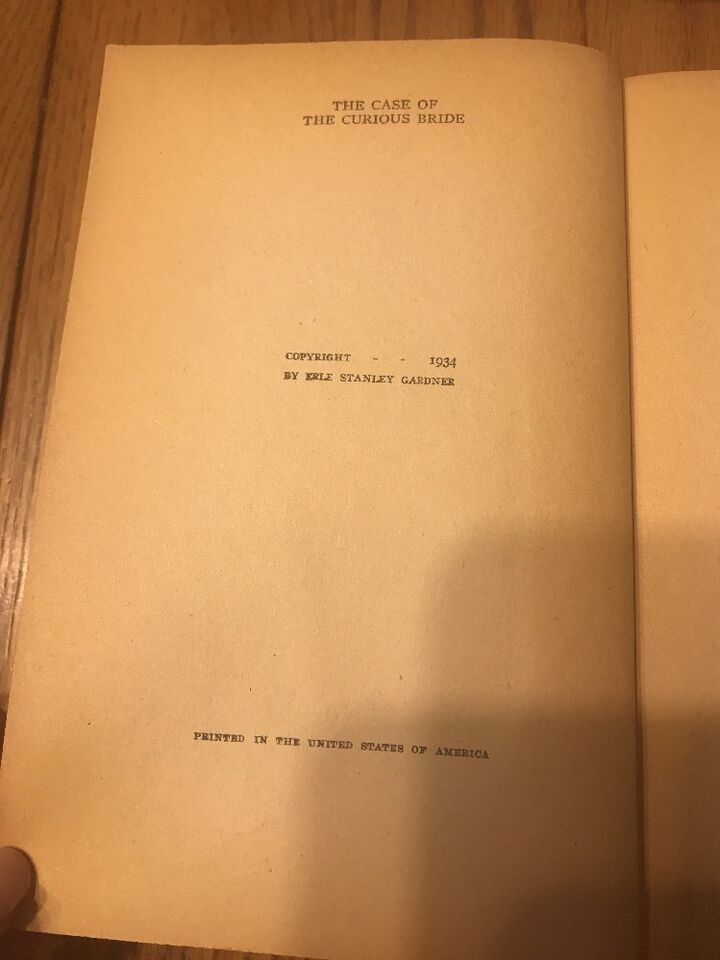 THE CASE OF
THE CURIOUS BRIDE
COPYRIGHT - - 1934
BY ERLE STANLEY GARDNER
PRINTED IN THE UNITED STATES OF AMERICA